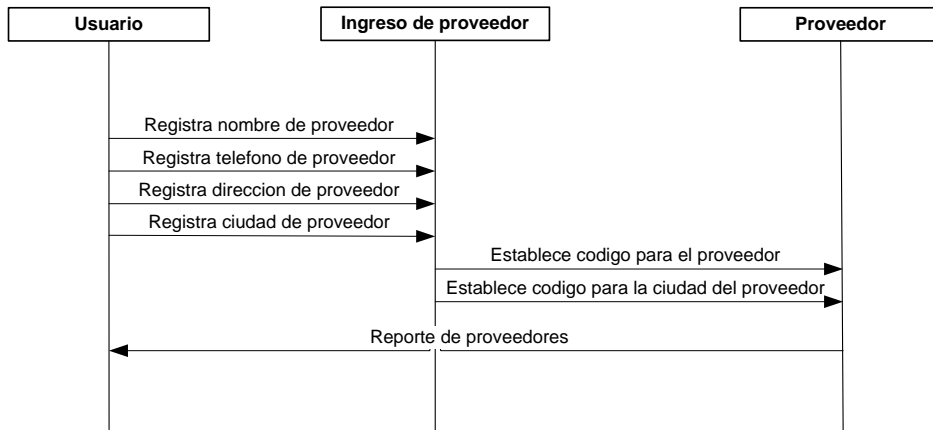 Usuario
Ingreso de proveedor
Proveedor
Registra nombre de proveedor
Registra telefono de proveedor
Registra direccion de proveedor
Registra ciudad de proveedor
Establece codigo para el proveedor
Establece codigo para la ciudad del proveedor
Reporte de proveedores